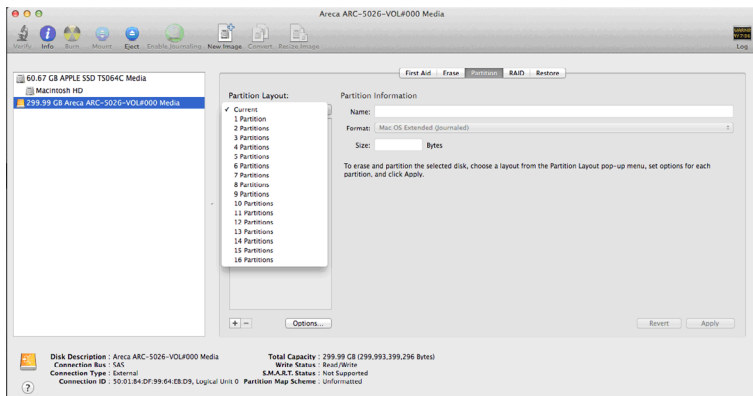 Areca ARC-5026-VOL#000 Media
Verify Info Burn Mount Eject Enable Journaling New Image Convert Resize Image Log
60.67 GB APPLE SSD TS064C Media
Macintosh HD
299.99 GB Areca ARC-5026-VOL#000 Media
First Aid Erase Partition RAID Restore
Partition Layout:
✓ Current
1 Partition
2 Partitions
3 Partitions
4 Partitions
5 Partitions
6 Partitions
7 Partitions
8 Partitions
9 Partitions
10 Partitions
11 Partitions
12 Partitions
13 Partitions
14 Partitions
15 Partitions
16 Partitions
Partition Information
Name:
Format: Mac OS Extended (Journaled)
Size: Bytes
To erase and partition the selected disk, choose a layout from the Partition Layout pop-up menu, set options for each
partition, and click Apply.
+ − Options... Revert Apply
Disk Description : Areca ARC-5026-VOL#000 Media
Connection Bus : SAS
Connection Type : External
Connection ID : 50:01:B4:DF:99:64:EB:D9, Logical Unit 0
Total Capacity : 299.99 GB (299,993,399,296 Bytes)
Write Status : Read/Write
S.M.A.R.T. Status : Not Supported
Partition Map Scheme : Unformatted
?